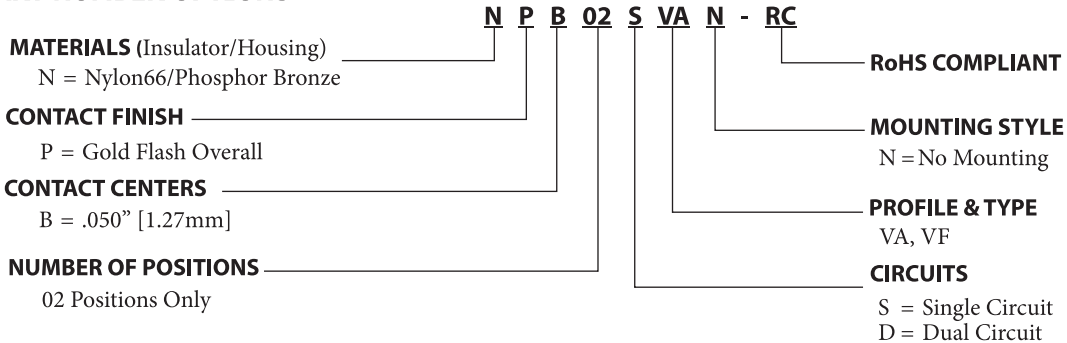 N P B 02 S VA N - RC
MATERIALS (Insulator/Housing)
N = Nylon66/Phosphor Bronze
CONTACT FINISH
P = Gold Flash Overall
CONTACT CENTERS
B = .050” [1.27mm]
NUMBER OF POSITIONS
02 Positions Only
RoHS COMPLIANT
MOUNTING STYLE
N = No Mounting
PROFILE & TYPE
VA, VF
CIRCUITS
S = Single Circuit
D = Dual Circuit